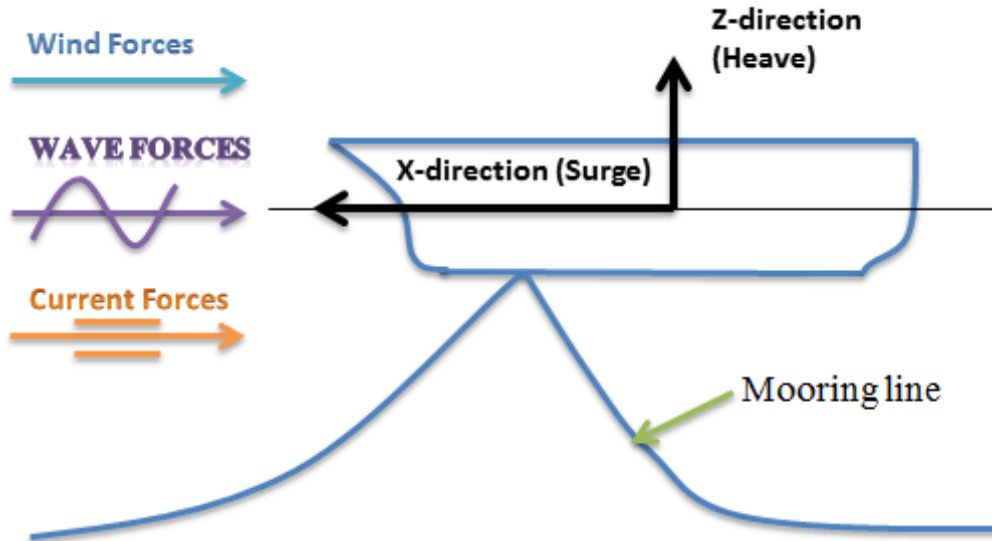 Wind Forces
Z-direction
(Heave)
WAVE FORCES
X-direction (Surge)
Current Forces
Mooring line